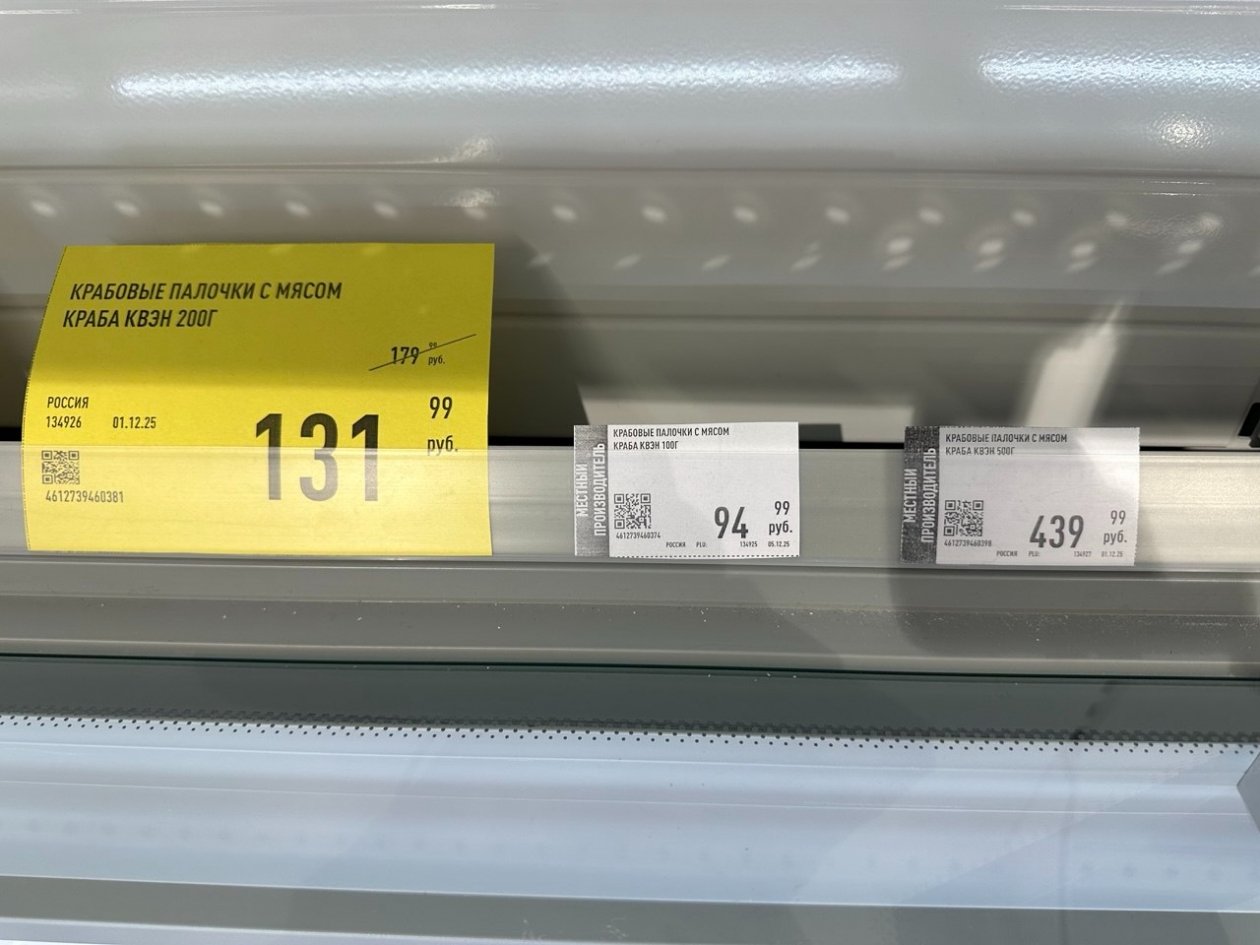 КРАБОВЫЕ ПАЛОЧКИ С МЯСОМ
КРАБА КВЭН 200Г
179 99 руб.
РОССИЯ
134926 01.12.25
131 99 руб.
4612739460381
МЕСТНЫЙ
ПРОИЗВОДИТЕЛЬ
КРАБОВЫЕ ПАЛОЧКИ С МЯСОМ
КРАБА КВЭН 100Г
94 99 руб.
4612739460374
РОССИЯ PLU: 134925 05.12.25
МЕСТНЫЙ
ПРОИЗВОДИТЕЛЬ
КРАБОВЫЕ ПАЛОЧКИ С МЯСОМ
КРАБА КВЭН 500Г
439 99 руб.
4612739460398
РОССИЯ PLU: 134927 01.12.25